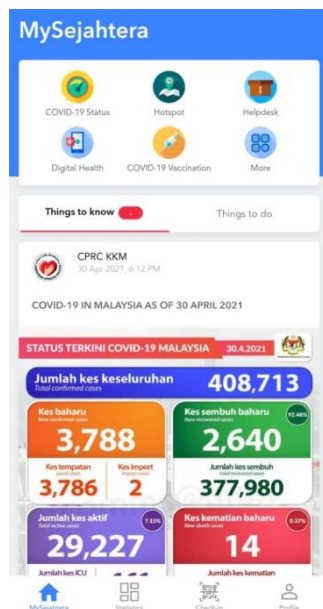 MySejahtera
COVID-19 Status
Hotspot
Helpdesk
Digital Health
COVID-19 Vaccination
More
Things to know
Things to do
CPRC KKM
30 Apr 2021, 6:12 PM
COVID-19 IN MALAYSIA AS OF 30 APRIL 2021
STATUS TERKINI COVID-19 MALAYSIA
30.4.2021
Jumlah kes keseluruhan
Total confirmed cases
408,713
Kes baharu
New confirmed cases
3,788
Kes tempatan
Local cases
3,786
Kes import
Import cases
2
Kes sembuh baharu
New recovered cases
92.48%
2,640
Jumlah kes sembuh
Total recovered cases
377,980
Jumlah kes aktif
Total active cases
7.15%
29,227
Jumlah kes ICU
Kes kematian baharu
New death cases
0.37%
14
Jumlah kes kematian
MySejahtera
Statistics
Check-in
Profile